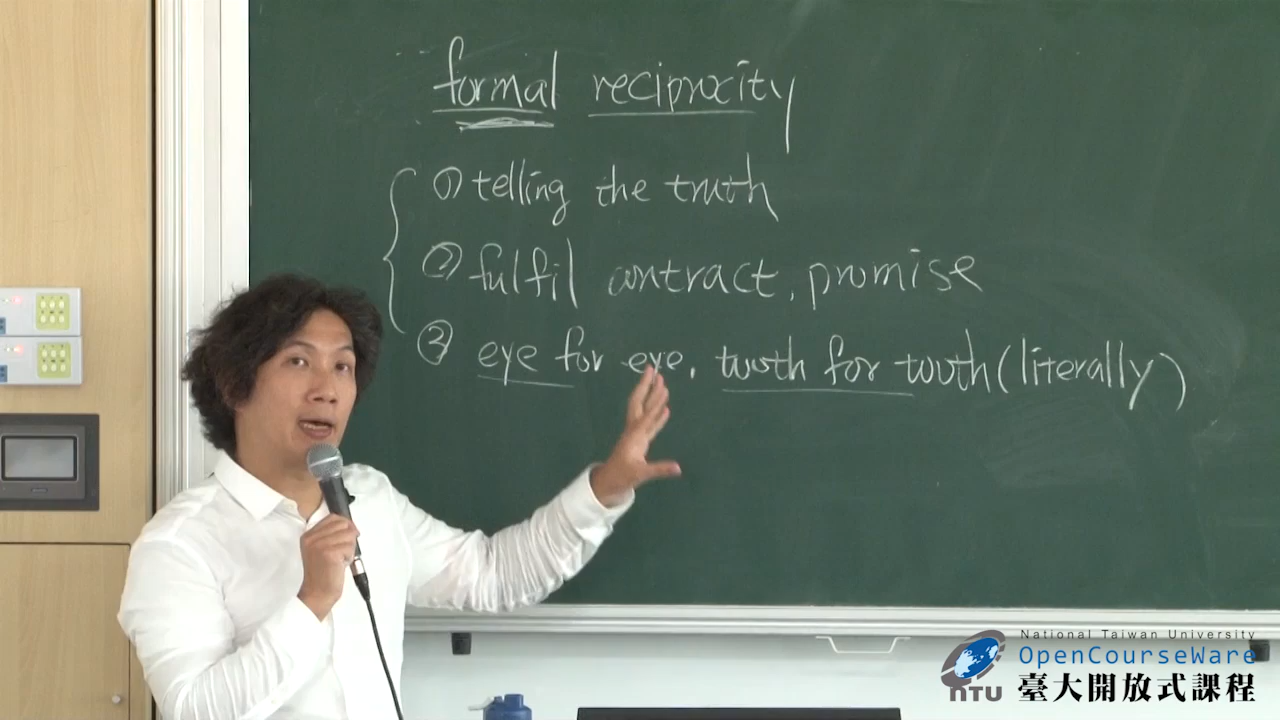 formal reciprocity
① telling the truth
② fulfil contract, promise
③ eye for eye, tooth for tooth (literally)
National Taiwan University
OpenCourseWare
NTU 臺大開放式課程